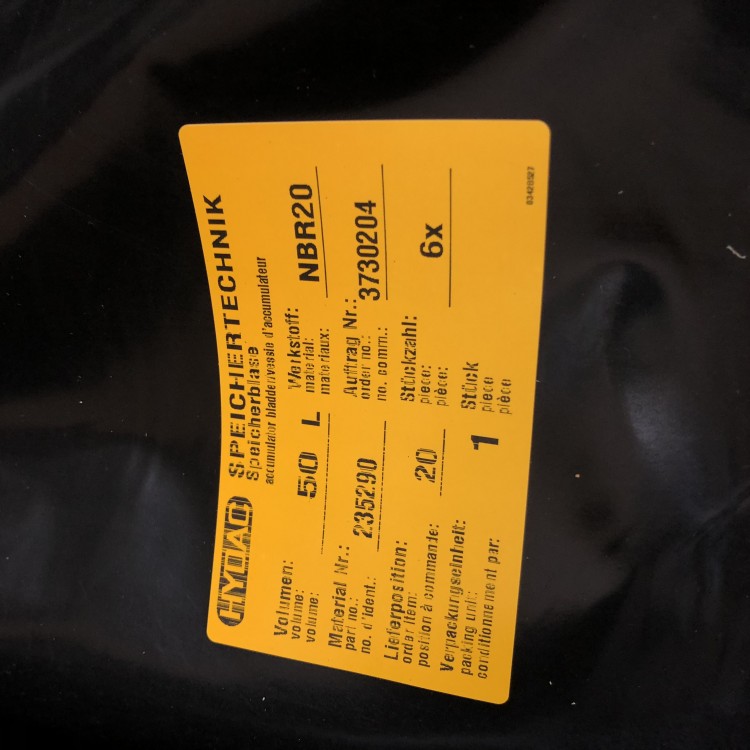 HYDAC SPEICHERTECHNIK
Speicherblase
accumulator bladder/vessie d'accumulateur
Volumen: 50 L Werkstoff: NBR20
volume: material:
volume: materiaux:
Material Nr.: 235290 Auftrag Nr.: 3730204
part no.: order no.:
no. d'ident.: no. comm.:
Lieferposition: 20 Stückzahl: 6x
order item: piece:
position à commande: pièce:
Verpackungseinheit: 1 Stück
packing unit: piece
conditionnement par: pièce